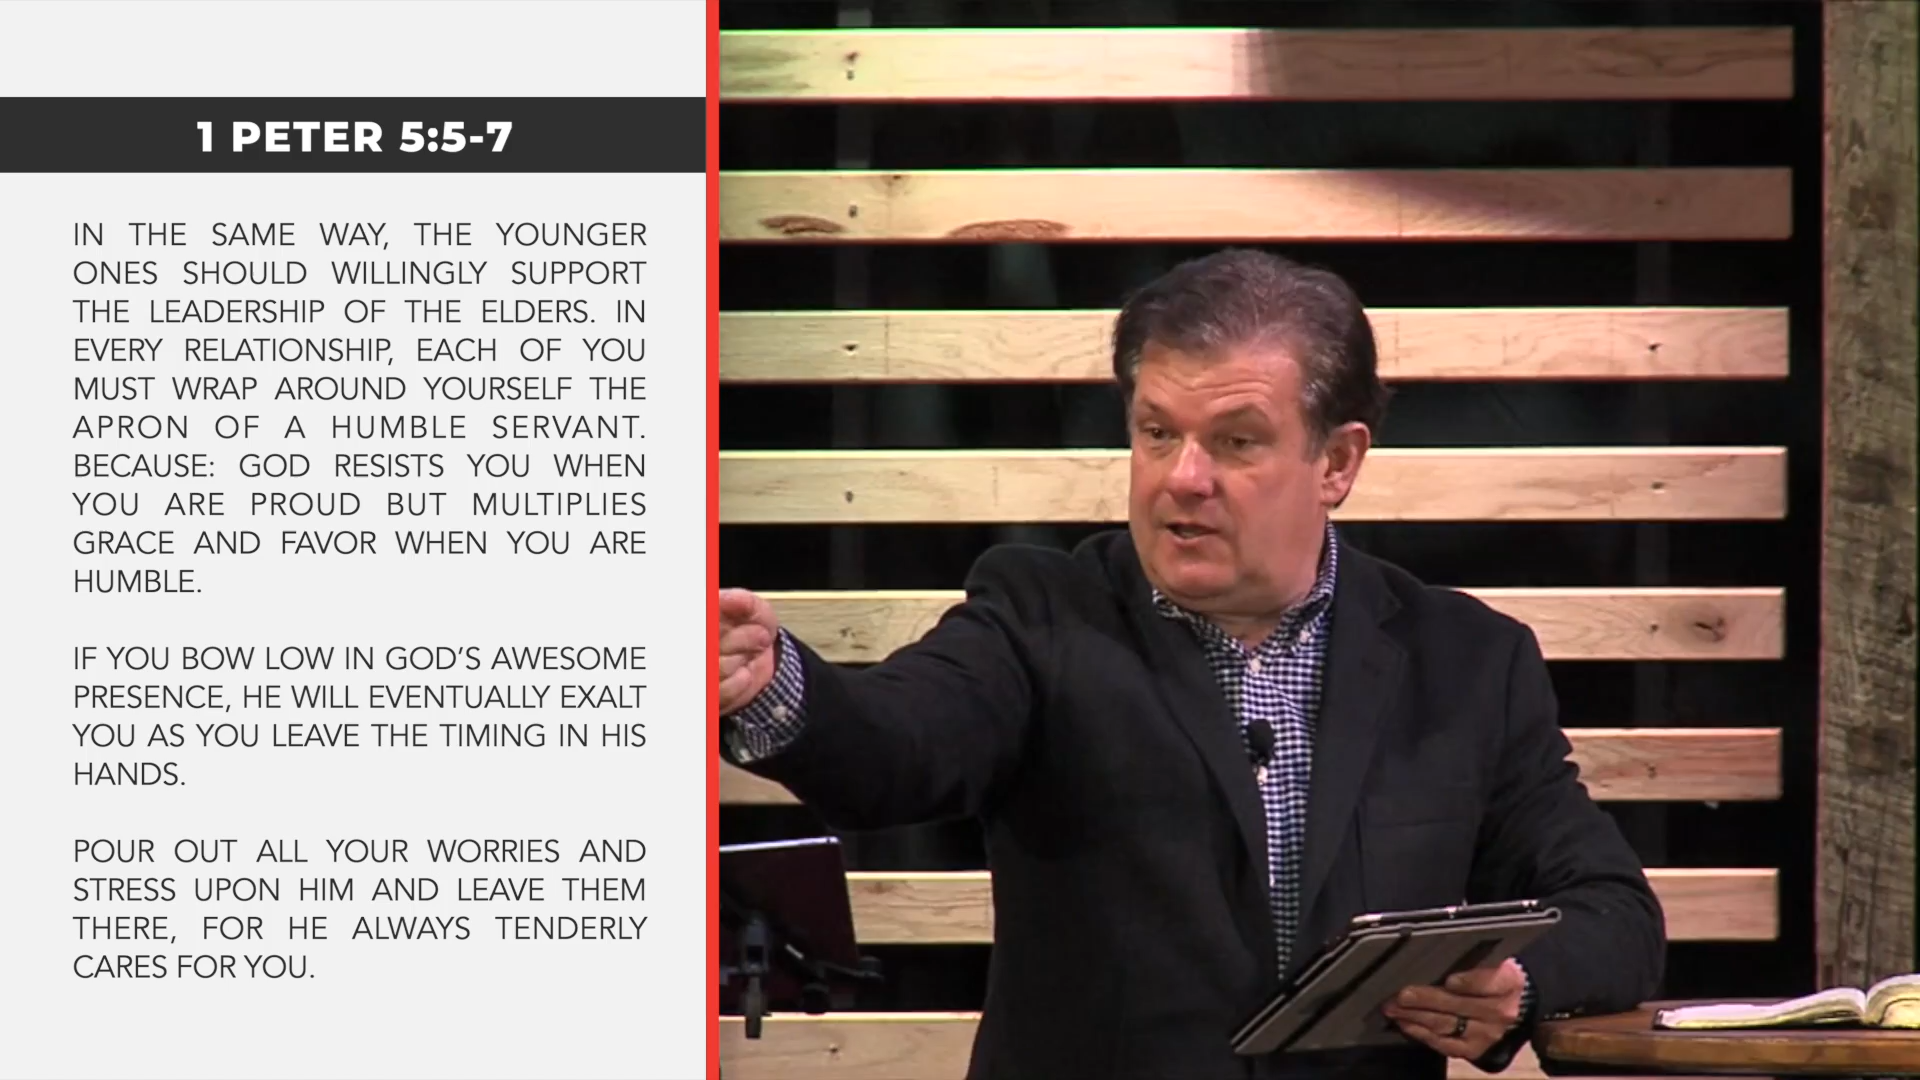 1 PETER 5:5-7
IN THE SAME WAY, THE YOUNGER
ONES SHOULD WILLINGLY SUPPORT
THE LEADERSHIP OF THE ELDERS. IN
EVERY RELATIONSHIP, EACH OF YOU
MUST WRAP AROUND YOURSELF THE
APRON OF A HUMBLE SERVANT.
BECAUSE: GOD RESISTS YOU WHEN
YOU ARE PROUD BUT MULTIPLIES
GRACE AND FAVOR WHEN YOU ARE
HUMBLE.
IF YOU BOW LOW IN GOD'S AWESOME
PRESENCE, HE WILL EVENTUALLY EXALT
YOU AS YOU LEAVE THE TIMING IN HIS
HANDS.
POUR OUT ALL YOUR WORRIES AND
STRESS UPON HIM AND LEAVE THEM
THERE, FOR HE ALWAYS TENDERLY
CARES FOR YOU.